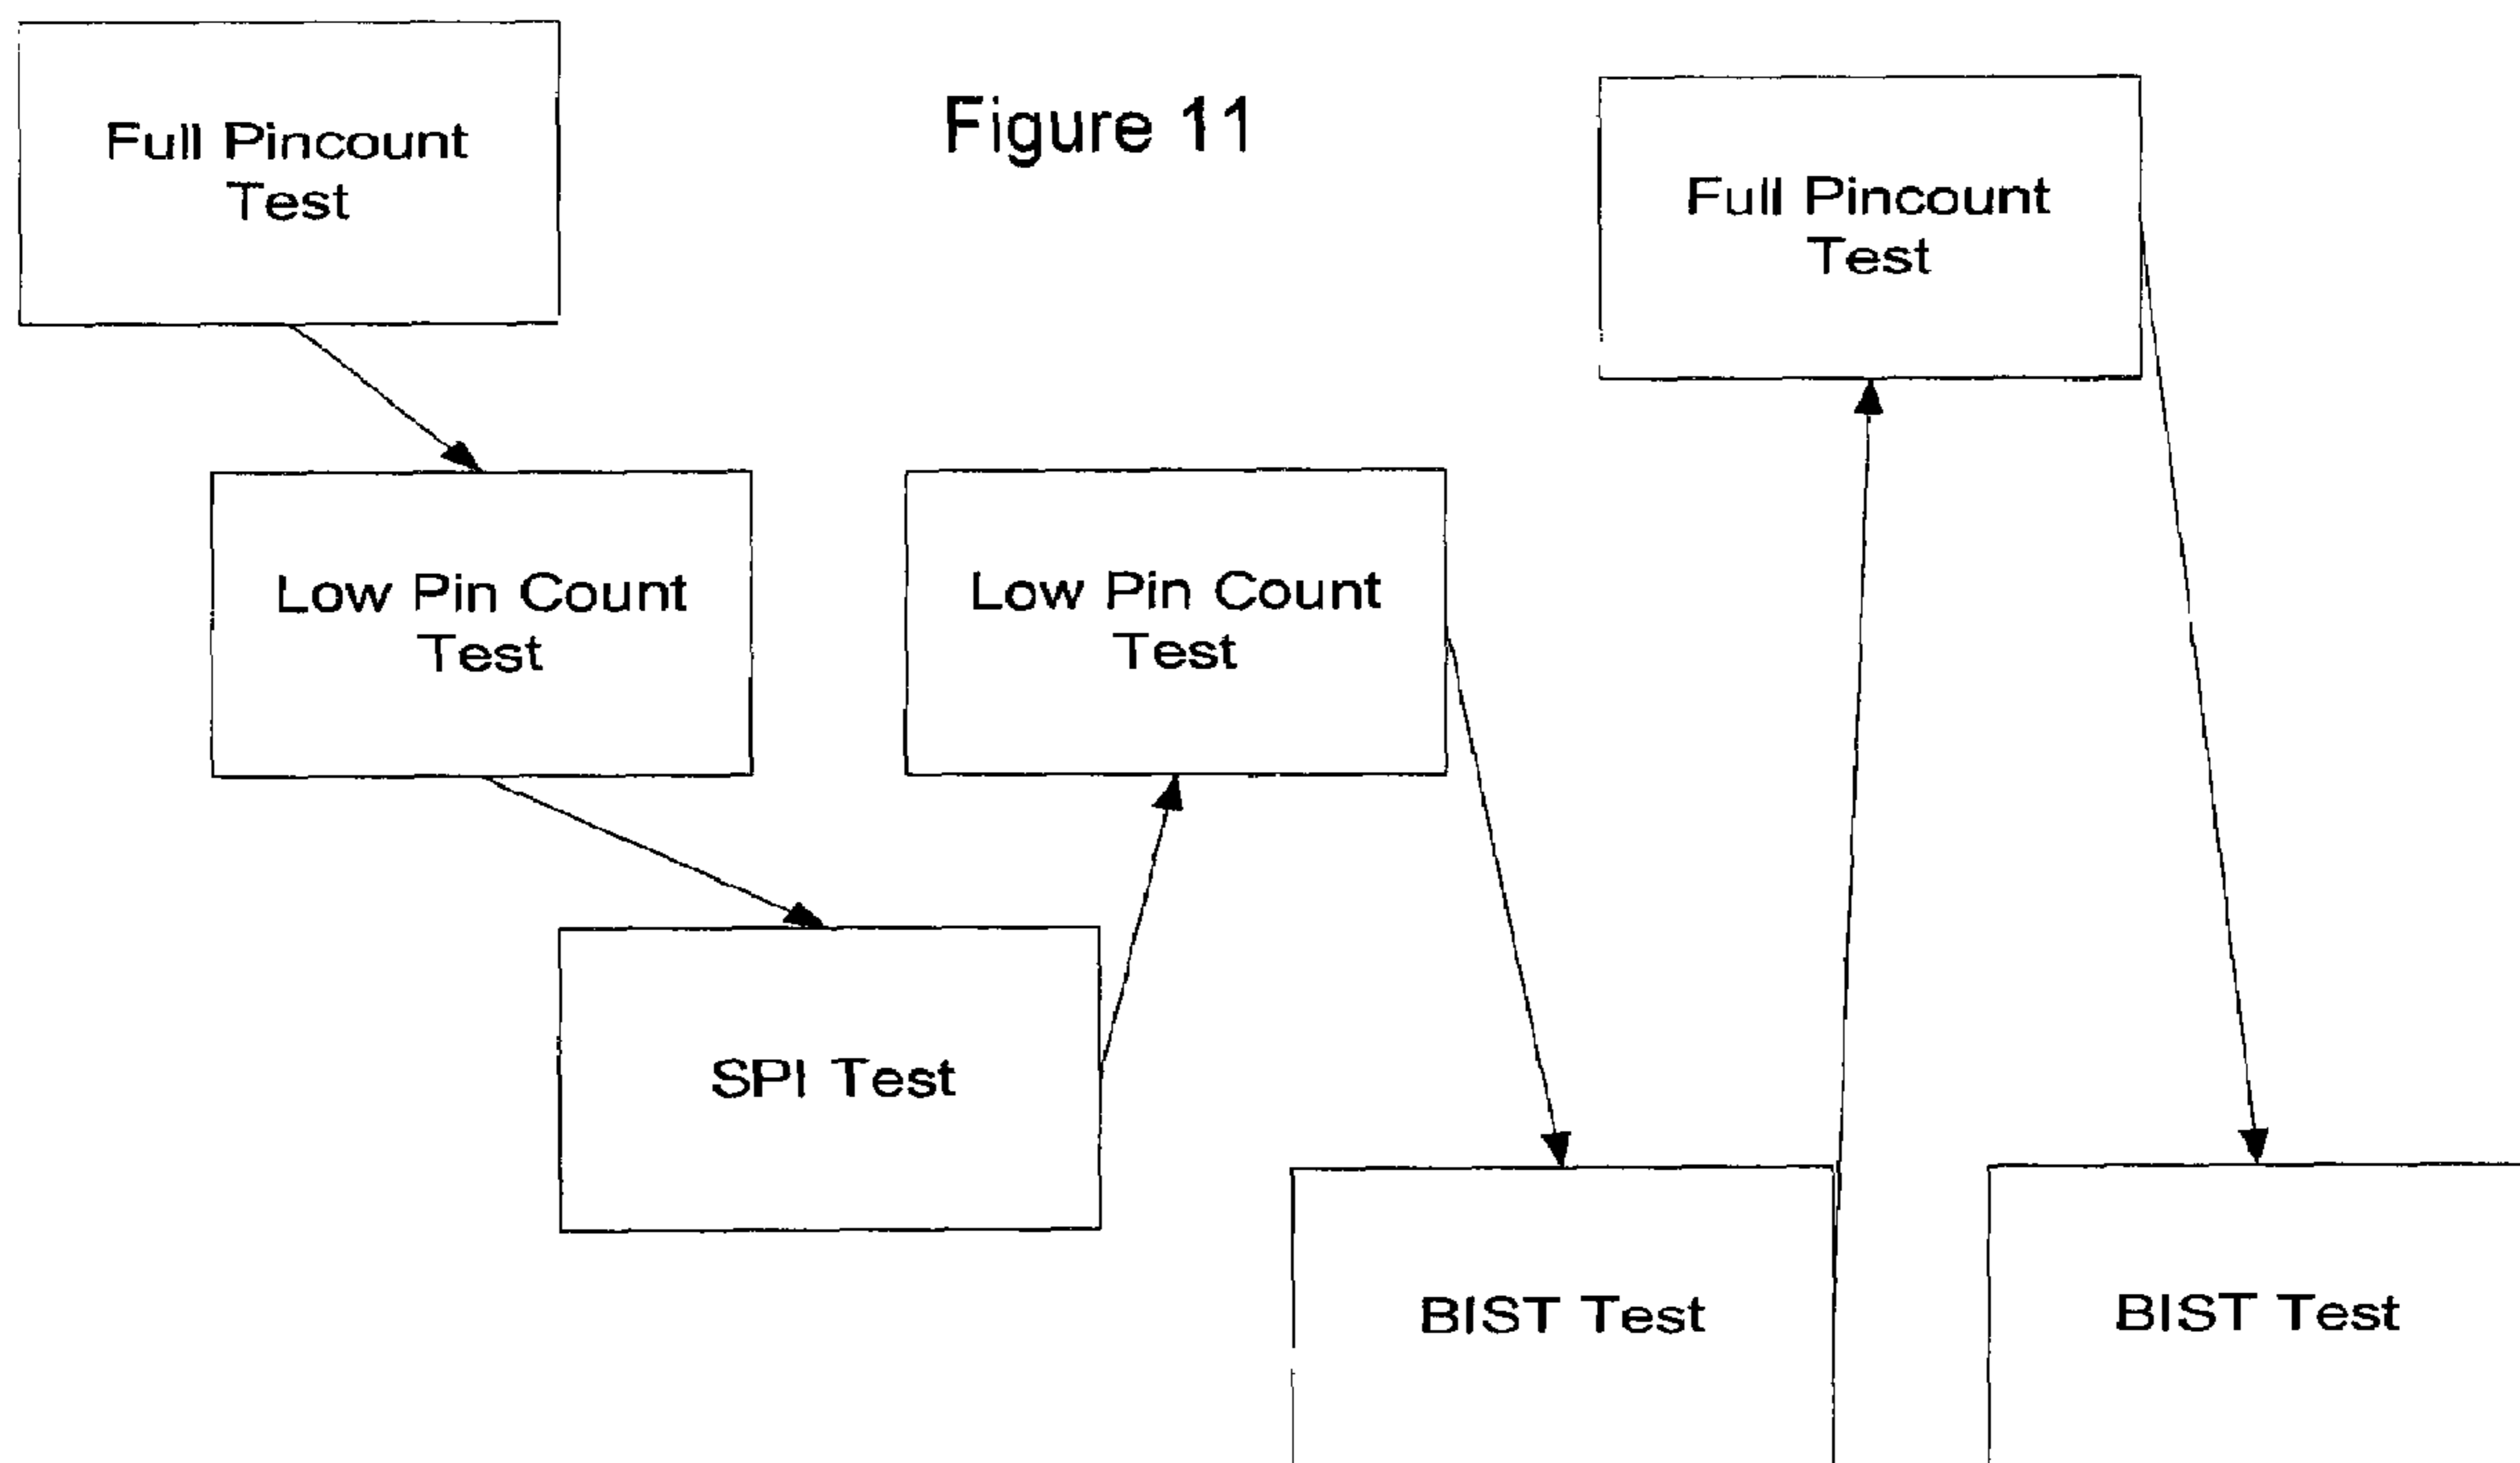 Figure 11
Full Pincount
Test
Low Pin Count
Test
SPI Test
Low Pin Count
Test
BIST Test
Full Pincount
Test
BIST Test